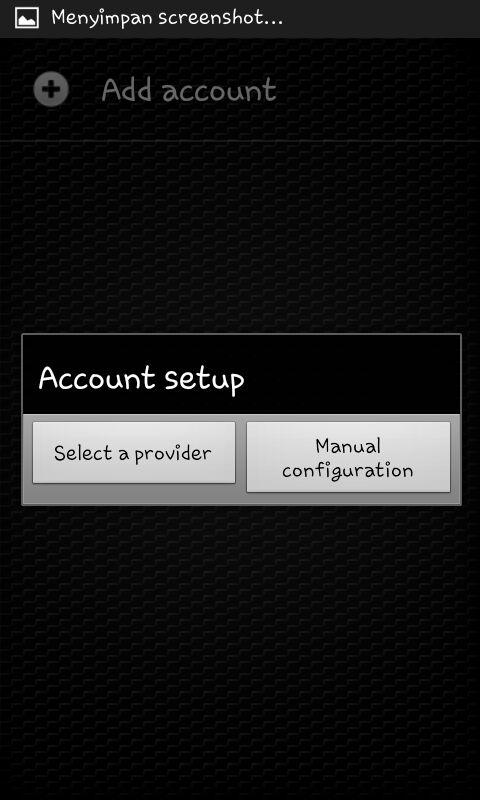 Menyimpan screenshot...
Add account
Account setup
Select a provider
Manual
configuration